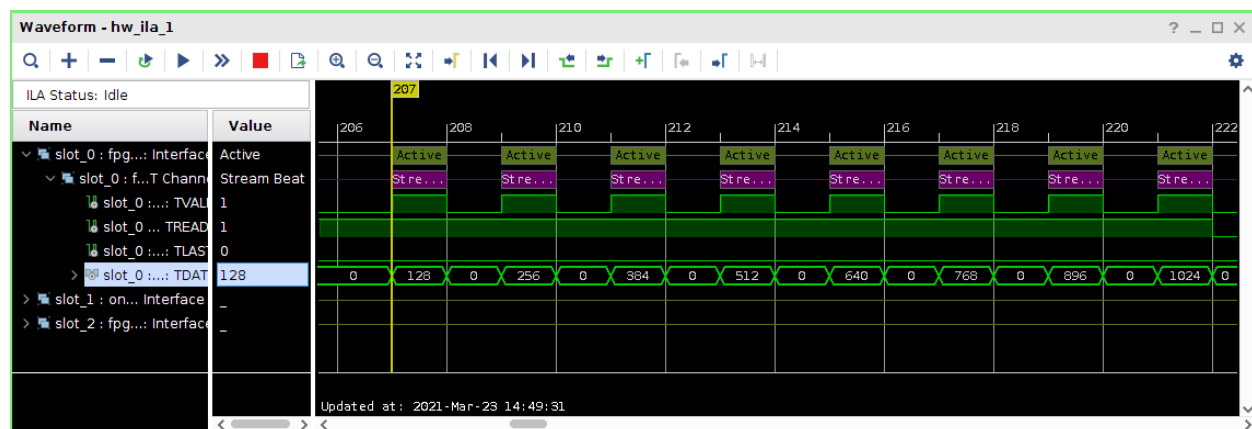 Waveform - hw_ila_1
ILA Status: Idle
207
Name Value
206 208 210 212 214 216 218 220 222
slot_0 : fpg...: Interface Active
Active Active Active Active Active Active Active Active
slot_0 : f...T Channe Stream Beat
Stre... Stre... Stre... Stre... Stre... Stre... Stre... Stre...
slot_0 :...: TVALI 1
slot_0 ... TREAD 1
slot_0 :...: TLAST 0
slot_0 :...: TDAT 128
0 128 0 256 0 384 0 512 0 640 0 768 0 896 0 1024 0
slot_1 : on... Interface _
slot_2 : fpg...: Interface _
Updated at: 2021-Mar-23 14:49:31